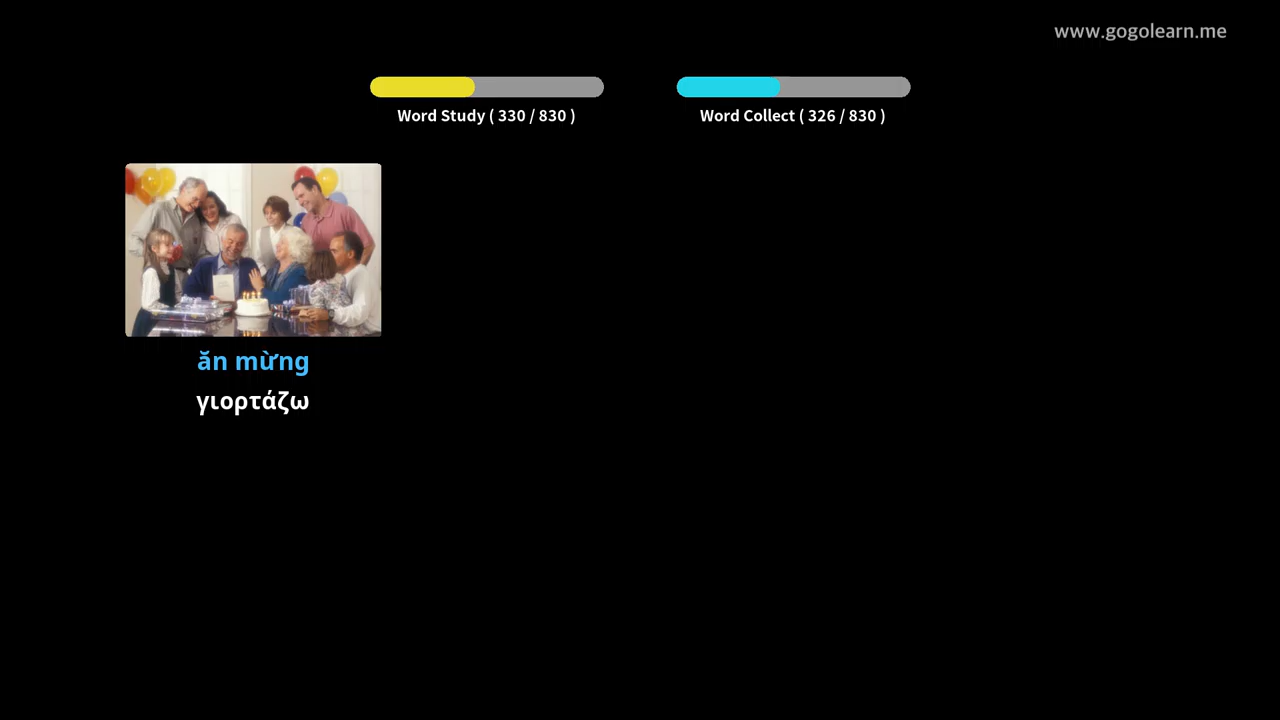 www.gogolearn.me
Word Study ( 330 / 830 )
Word Collect ( 326 / 830 )
ăn mừng
γιορτάζω